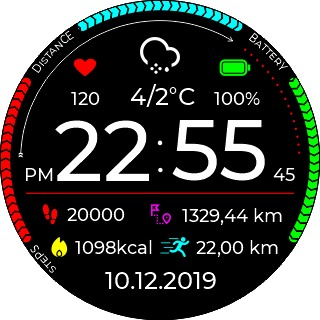 DISTANCE
BATTERY
4/2°C
120
100%
PM 22:55 45
20000
1329,44 km
1098kcal
22,00 km
STEPS
10.12.2019